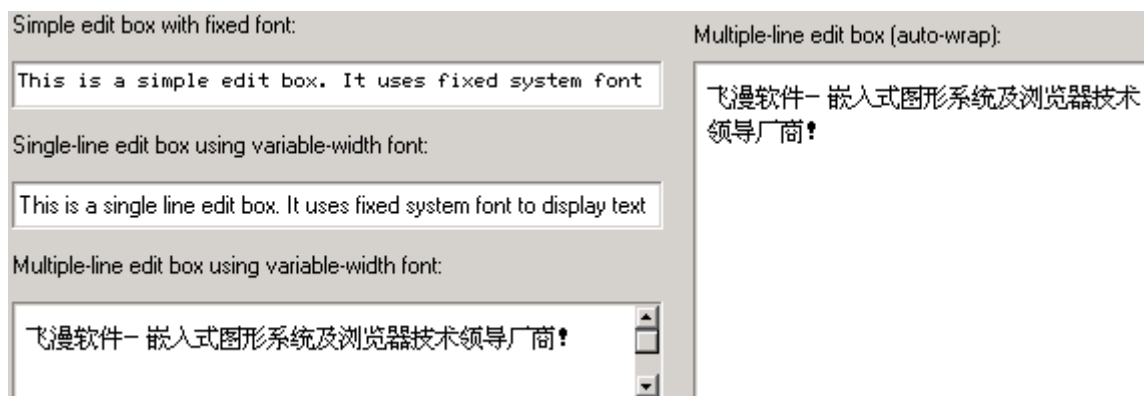 Simple edit box with fixed font:
This is a simple edit box. It uses fixed system font
Single-line edit box using variable-width font:
This is a single line edit box. It uses fixed system font to display text
Multiple-line edit box using variable-width font:
飞漫软件－嵌入式图形系统及浏览器技术领导厂商！
Multiple-line edit box (auto-wrap):
飞漫软件－嵌入式图形系统及浏览器技术
领导厂商！